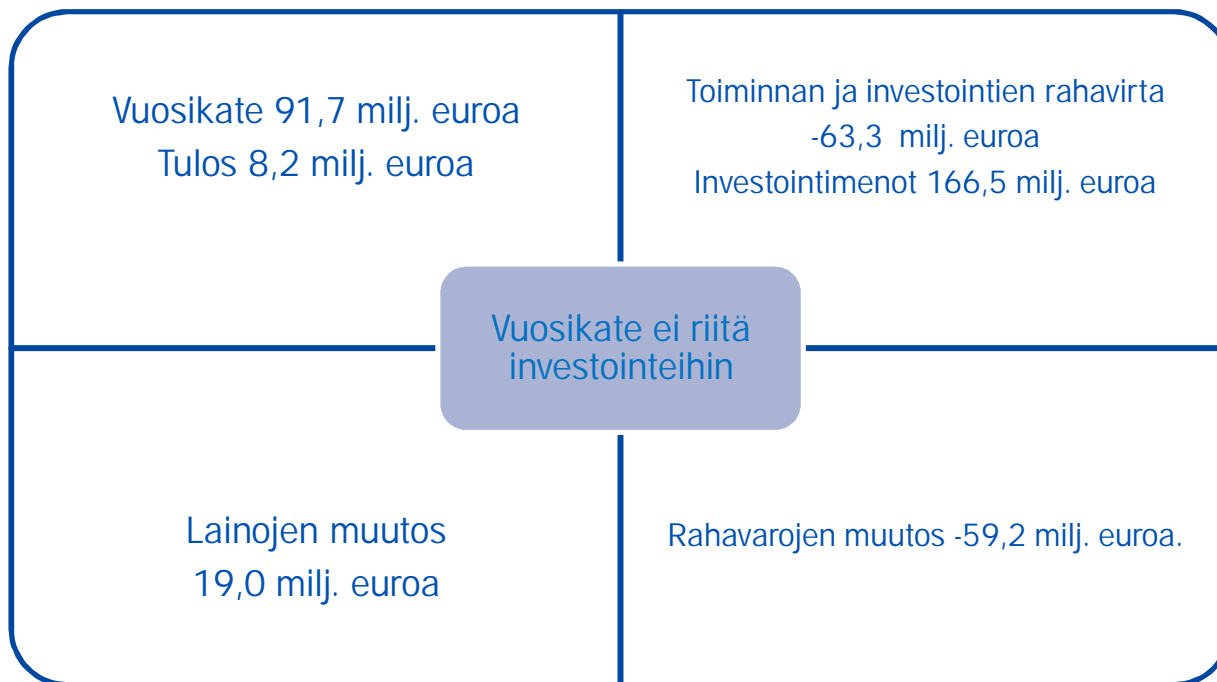 Vuosikate 91,7 milj. euroa
Tulos 8,2 milj. euroa
Toiminnan ja investointien rahavirta
-63,3 milj. euroa
Investointimenot 166,5 milj. euroa
Vuosikate ei riitä
investointeihin
Lainojen muutos
19,0 milj. euroa
Rahavarojen muutos -59,2 milj. euroa.